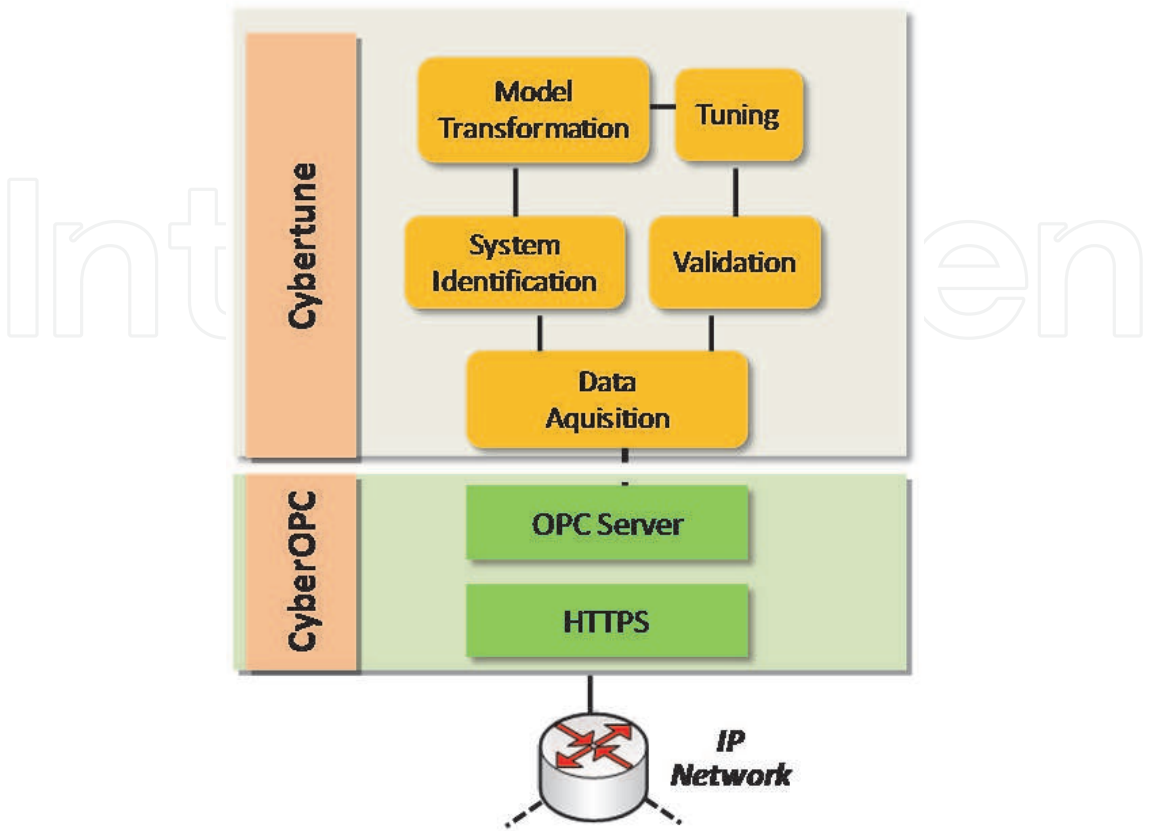 Cybertune
Model
Transformation
Tuning
System
Identification
Validation
Data
Aquisition
CyberOPC
OPC Server
HTTPS
IP
Network